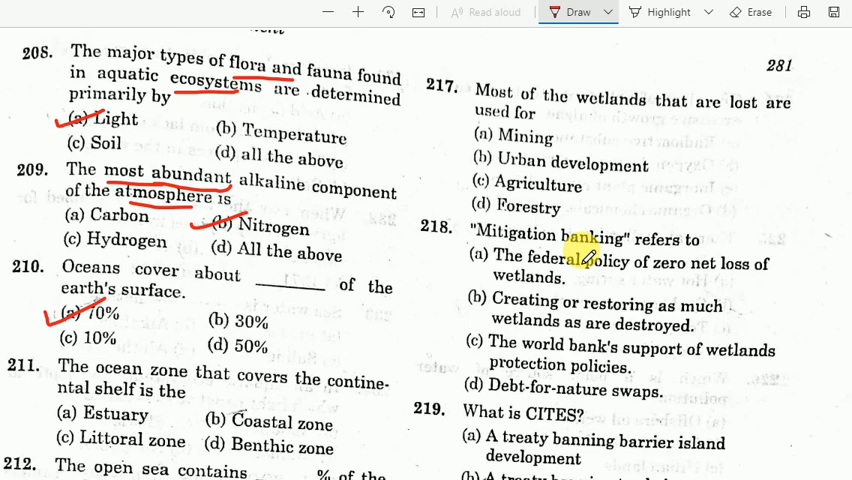 Read aloud
Draw
Highlight
Erase
208. The major types of flora and fauna found
in aquatic ecosystems are determined
primarily by
(a) Light
(b) Temperature
(c) Soil
(d) all the above
209. The most abundant alkaline component
of the atmosphere is
(a) Carbon
(b) Nitrogen
(c) Hydrogen
(d) All the above
210. Oceans cover about ______ of the
earth's surface.
(a) 70%
(b) 30%
(c) 10%
(d) 50%
211. The ocean zone that covers the contine-
ntal shelf is the
(a) Estuary
(b) Coastal zone
(c) Littoral zone
(d) Benthic zone
212. The open sea contains ______ % of the
281
217. Most of the wetlands that are lost are
used for
(a) Mining
(b) Urban development
(c) Agriculture
(d) Forestry
218. "Mitigation banking" refers to
(a) The federal policy of zero net loss of
wetlands.
(b) Creating or restoring as much
wetlands as are destroyed.
(c) The world bank's support of wetlands
protection policies.
(d) Debt-for-nature swaps.
219. What is CITES?
(a) A treaty banning barrier island
development